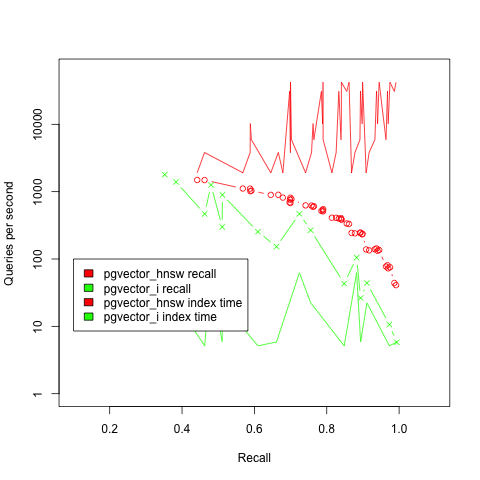 Queries per second
10000
1000
100
10
1
pgvector_hnsw recall
pgvector_i recall
pgvector_hnsw index time
pgvector_i index time
0.2 0.4 0.6 0.8 1.0
Recall